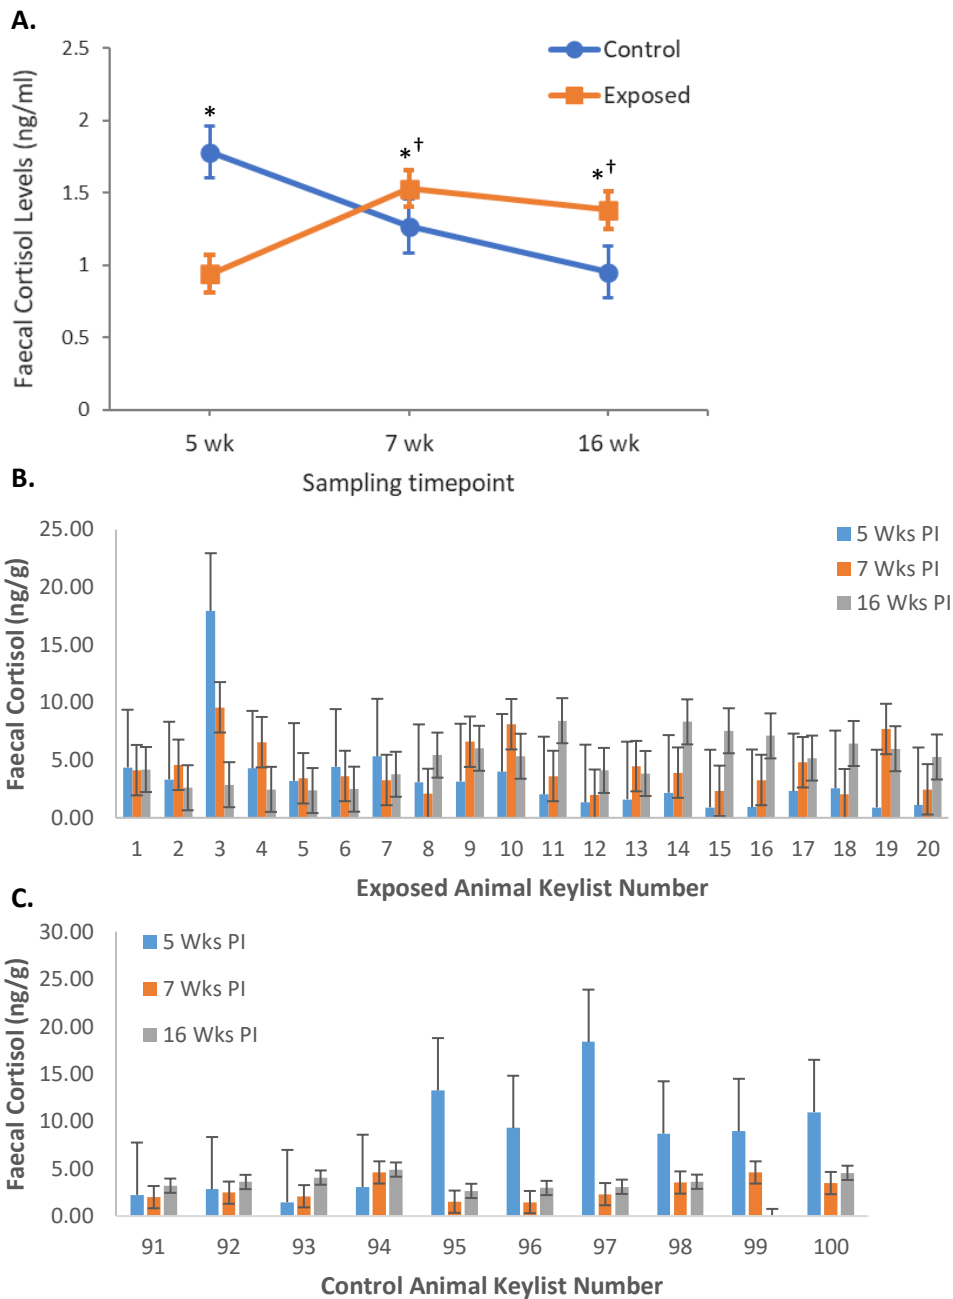 A.
Faecal Cortisol Levels (ng/ml)
2.5
2
1.5
1
0.5
0
Control
Exposed
*
*†
*†
5 wk 7 wk 16 wk
Sampling timepoint
B.
Faecal Cortisol (ng/g)
25.00
20.00
15.00
10.00
5.00
0.00
5 Wks PI
7 Wks PI
16 Wks PI
1 2 3 4 5 6 7 8 9 10 11 12 13 14 15 16 17 18 19 20
Exposed Animal Keylist Number
C.
Faecal Cortisol (ng/g)
30.00
25.00
20.00
15.00
10.00
5.00
0.00
5 Wks PI
7 Wks PI
16 Wks PI
91 92 93 94 95 96 97 98 99 100
Control Animal Keylist Number